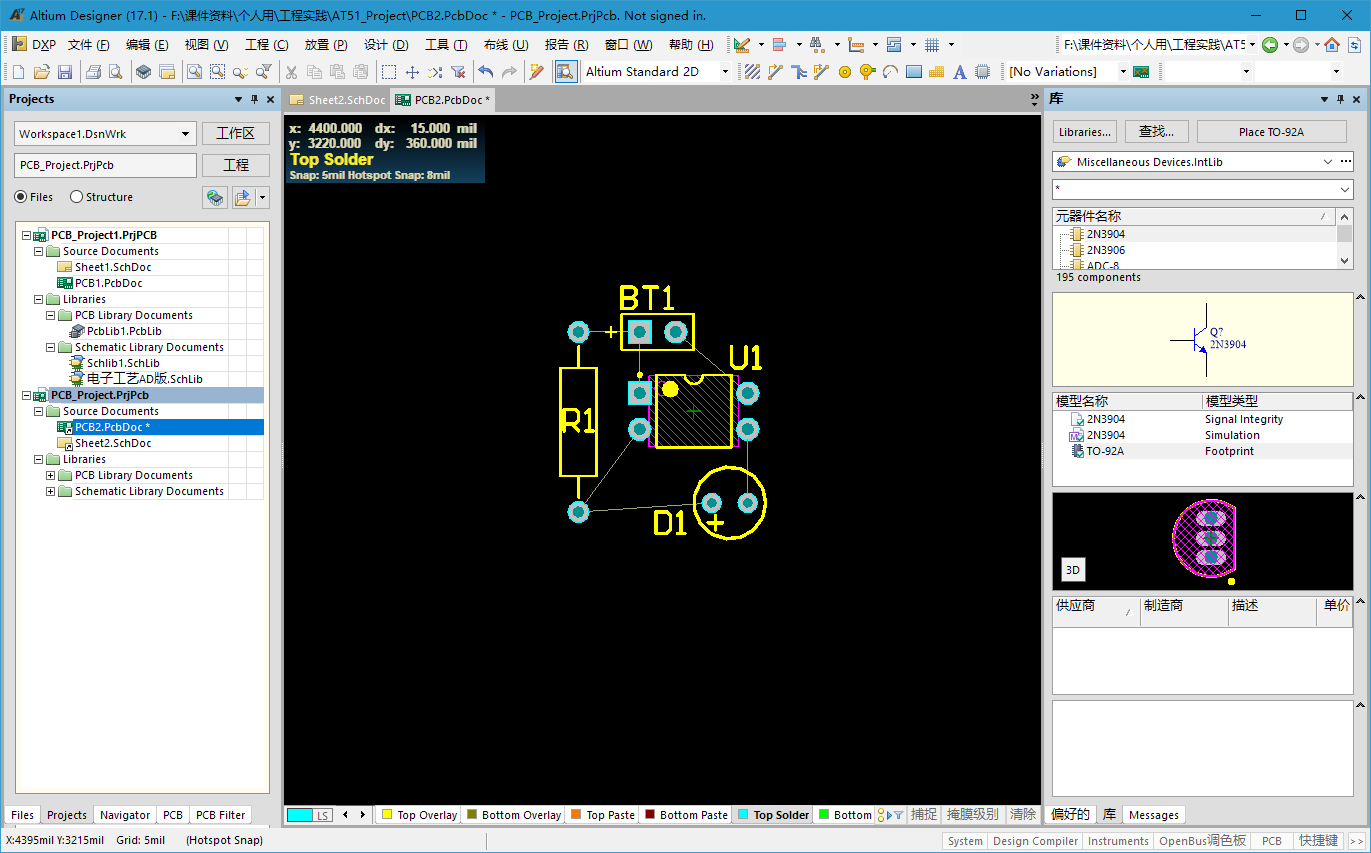 Altium Designer (17.1) - F:\课件资料\个人用\工程实践\AT51_Project\PCB2.PcbDoc * - PCB_Project.PrjPcb. Not signed in.
DXP 文件 (F) 编辑 (E) 视图 (V) 工程 (C) 放置 (P) 设计 (D) 工具 (T) 布线 (U) 报告 (R) 窗口 (W) 帮助 (H) F:\课件资料\个人用\工程实践\AT5
Altium Standard 2D [No Variations]
Projects
Workspace1.DsnWrk 工作区
PCB_Project.PrjPcb 工程
Files Structure
PCB_Project1.PrjPCB
Source Documents
Sheet1.SchDoc
PCB1.PcbDoc
Libraries
PCB Library Documents
PcbLib1.PcbLib
Schematic Library Documents
Schlib1.SchLib
电子工艺AD版.SchLib
PCB_Project.PrjPcb
Source Documents
PCB2.PcbDoc *
Sheet2.SchDoc
Libraries
PCB Library Documents
Schematic Library Documents
Files Projects Navigator PCB PCB Filter
Sheet2.SchDoc PCB2.PcbDoc *
x: 4400.000 dx: 15.000 mil
y: 3220.000 dy: 360.000 mil
Top Solder
Snap: 5mil Hotspot Snap: 8mil
BT1
+
U1
R1
D1
+
LS Top Overlay Bottom Overlay Top Paste Bottom Paste Top Solder Bottom 捕捉 掩膜级别 清除
库
Libraries... 查找... Place TO-92A
Miscellaneous Devices.IntLib ...
*
元器件名称 /
2N3904
2N3906
ADC-8
195 components
Q?
2N3904
模型名称 模型类型
2N3904 Signal Integrity
2N3904 Simulation
TO-92A Footprint
3D
供应商 / 制造商 描述 单价
偏好的 库 Messages
X:4395mil Y:3215mil Grid: 5mil (Hotspot Snap)
System Design Compiler Instruments OpenBus调色板 PCB 快捷键 >>